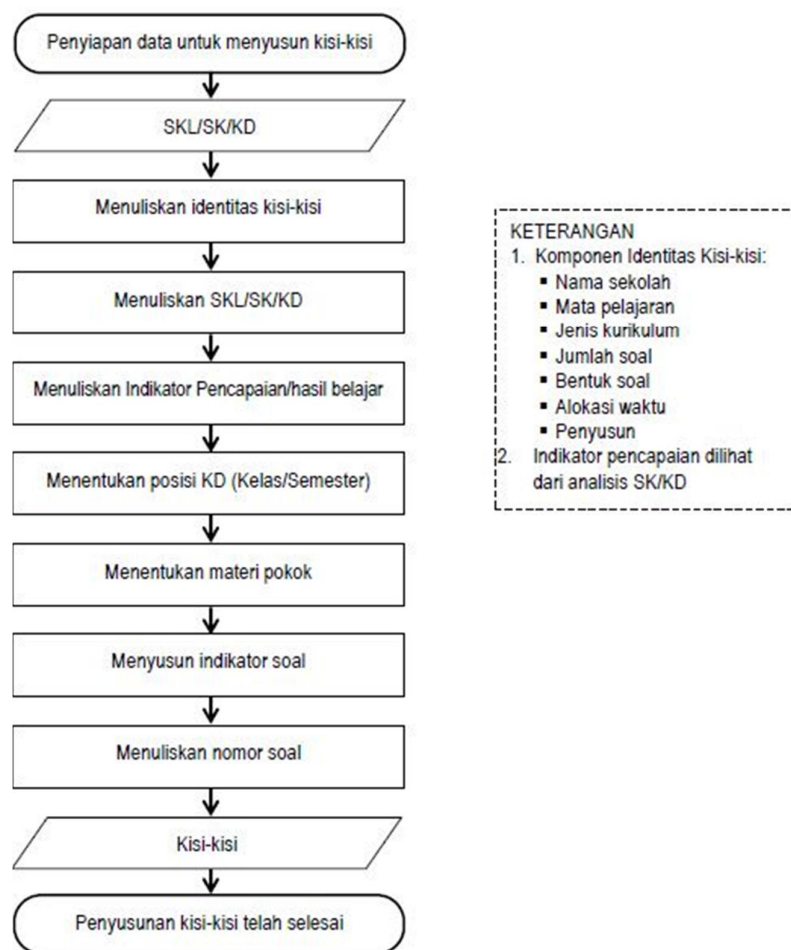 Penyiapan data untuk menyusun kisi-kisi
SKL/SK/KD
Menuliskan identitas kisi-kisi
Menuliskan SKL/SK/KD
Menuliskan Indikator Pencapaian/hasil belajar
Menentukan posisi KD (Kelas/Semester)
Menentukan materi pokok
Menyusun indikator soal
Menuliskan nomor soal
Kisi-kisi
Penyusunan kisi-kisi telah selesai
KETERANGAN
1. Komponen Identitas Kisi-kisi:
▪ Nama sekolah
▪ Mata pelajaran
▪ Jenis kurikulum
▪ Jumlah soal
▪ Bentuk soal
▪ Alokasi waktu
▪ Penyusun
2. Indikator pencapaian dilihat
dari analisis SK/KD